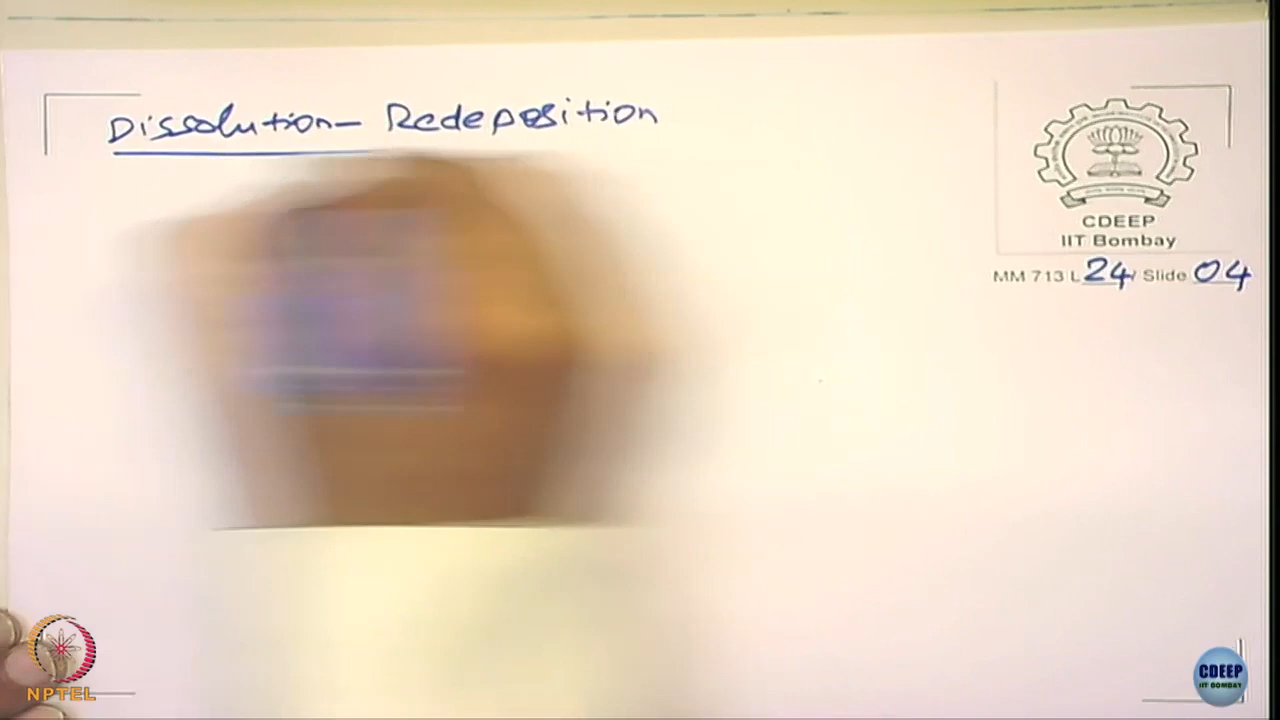 Dissolution- Redeposition
CDEEP
IIT Bombay
MM 713 L 24 / Slide 04
NPTEL
CDEEP
IIT BOMBAY